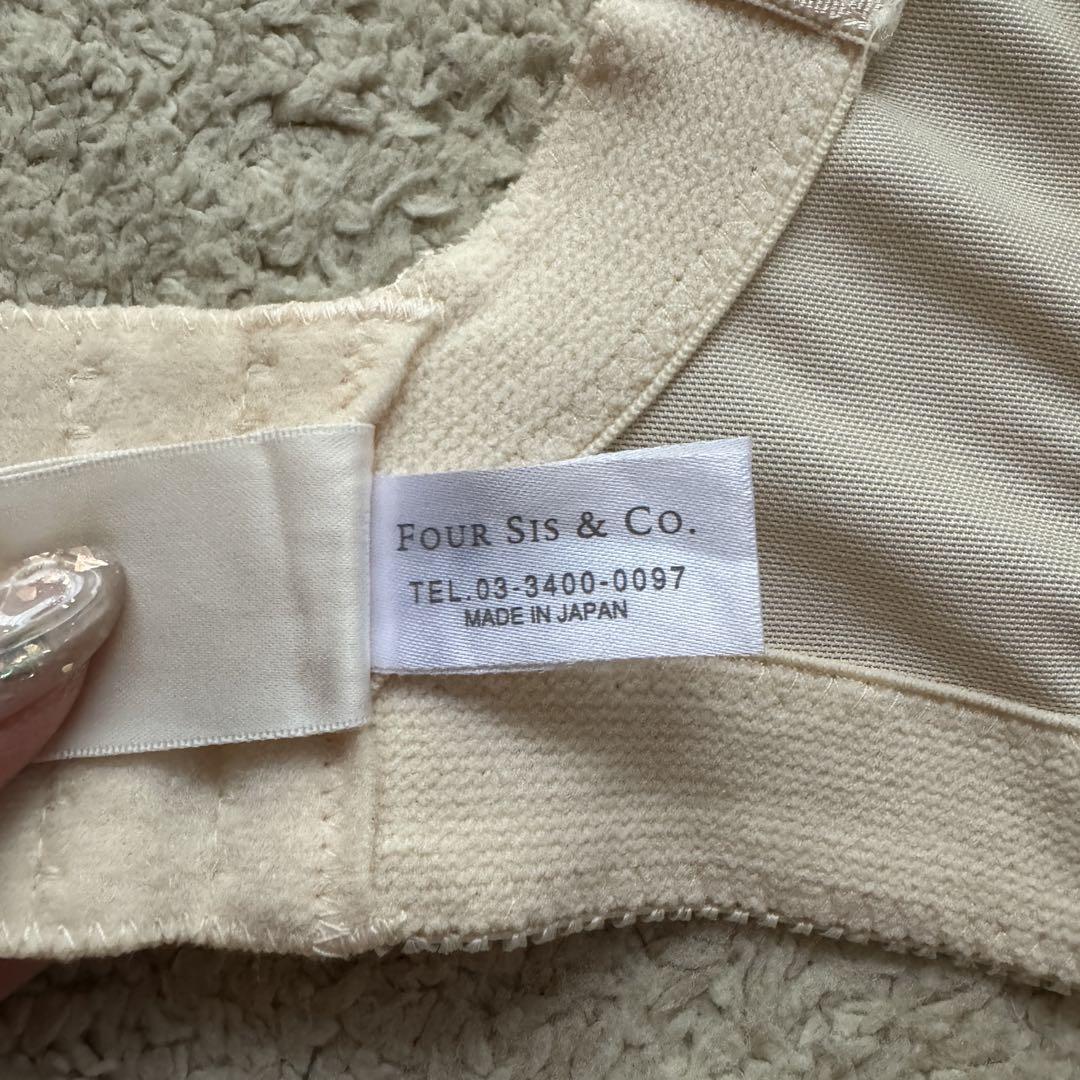 FOUR SIS & CO.
TEL.03-3400-0097
MADE IN JAPAN